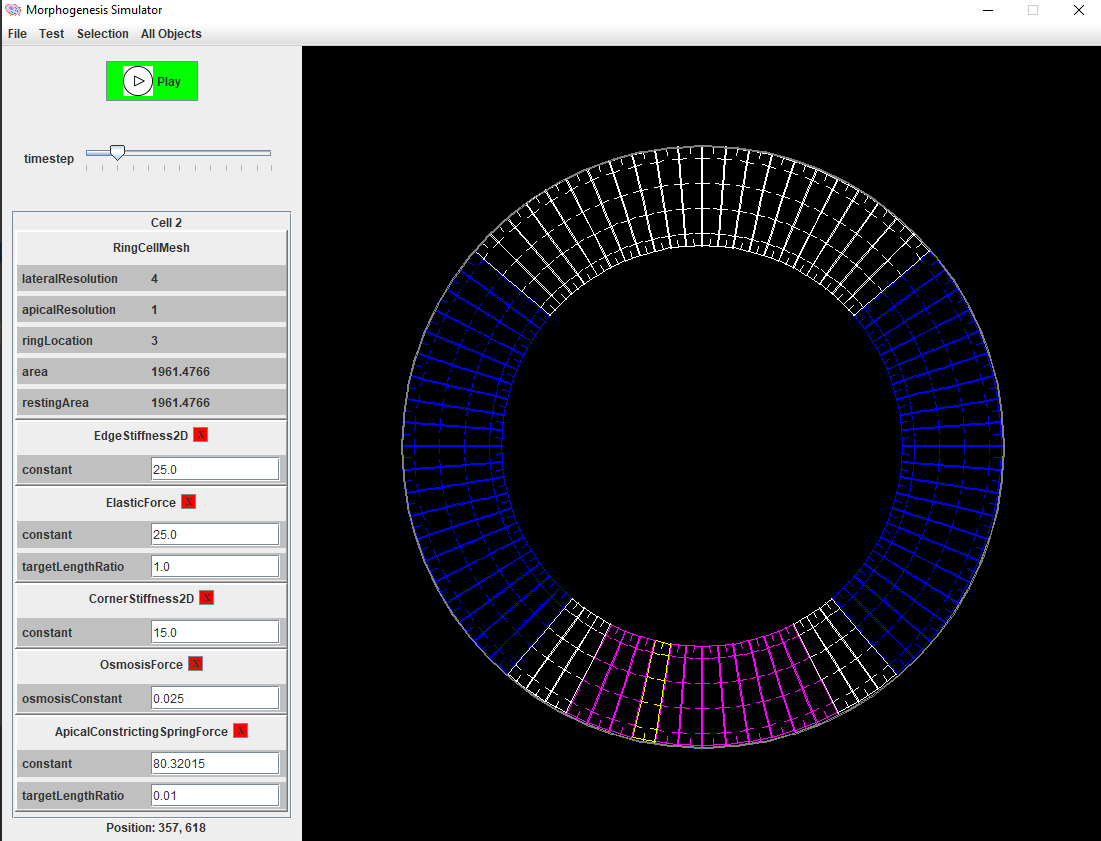 Morphogenesis Simulator
File Test Selection All Objects
Play
timestep
Cell 2
RingCellMesh
lateralResolution 4
apicalResolution 1
ringLocation 3
area 1961.4766
restingArea 1961.4766
EdgeStiffness2D X
constant 25.0
ElasticForce X
constant 25.0
targetLengthRatio 1.0
CornerStiffness2D X
constant 15.0
OsmosisForce X
osmosisConstant 0.025
ApicalConstrictingSpringForce X
constant 80.32015
targetLengthRatio 0.01
Position: 357, 618